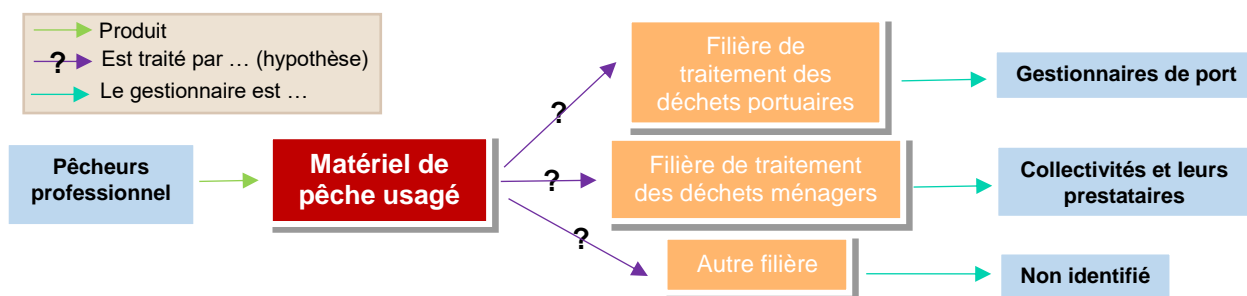 Produit
? Est traité par … (hypothèse)
Le gestionnaire est …
Pêcheurs
professionnel
Matériel de
pêche usagé
?
?
?
Filière de
traitement des
déchets portuaires
Gestionnaires de port
Filière de traitement
des déchets ménagers
Collectivités et leurs
prestataires
Autre filière
Non identifié